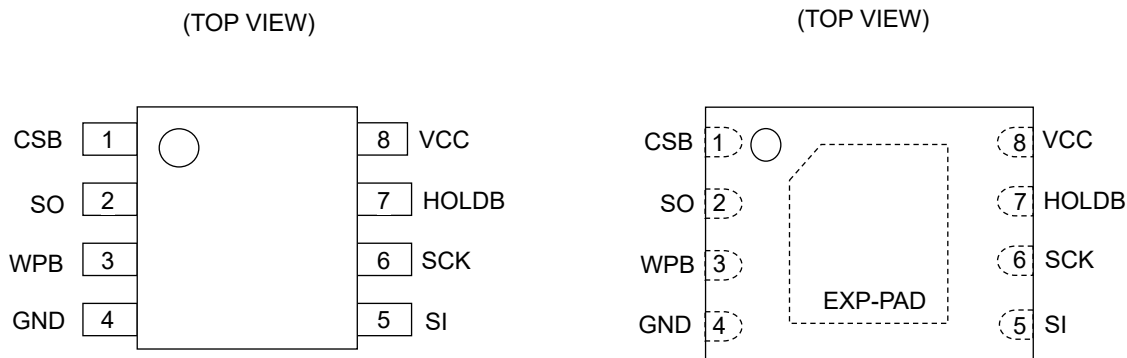 (TOP VIEW)
CSB 1 8 VCC
SO 2 7 HOLDB
WPB 3 6 SCK
GND 4 5 SI
(TOP VIEW)
CSB 1 8 VCC
SO 2 7 HOLDB
WPB 3 6 SCK
EXP-PAD
GND 4 5 SI